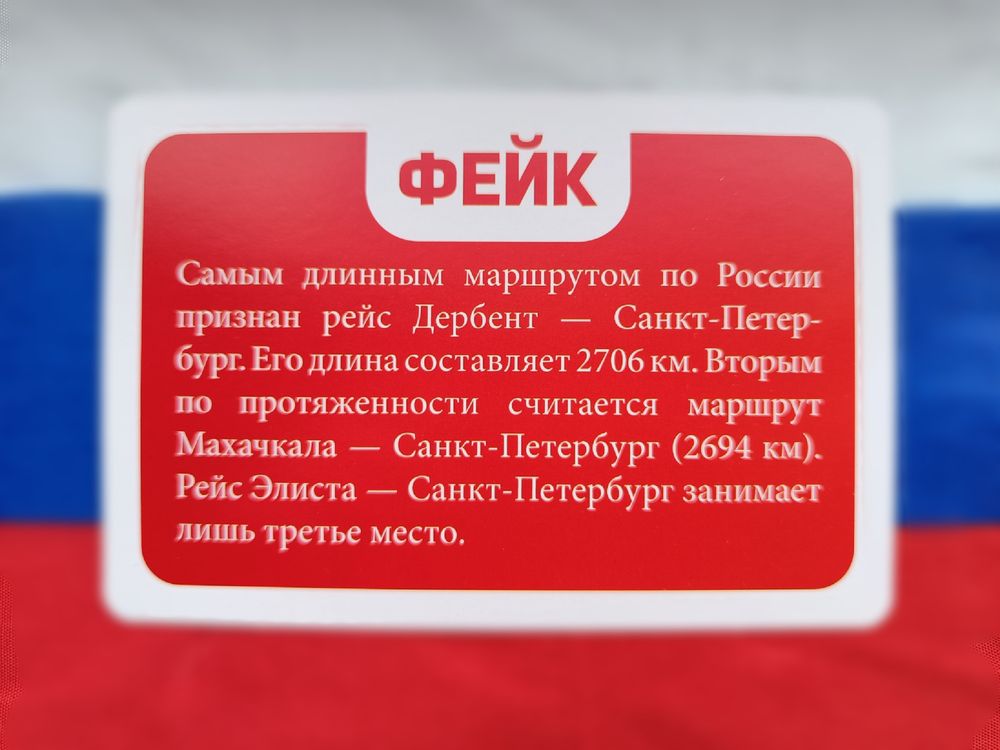 ФЕЙК
Самым длинным маршрутом по России
признан рейс Дербент — Санкт-Петер-
бург. Его длина составляет 2706 км. Вторым
по протяженности считается маршрут
Махачкала — Санкт-Петербург (2694 км).
Рейс Элиста — Санкт-Петербург занимает
лишь третье место.